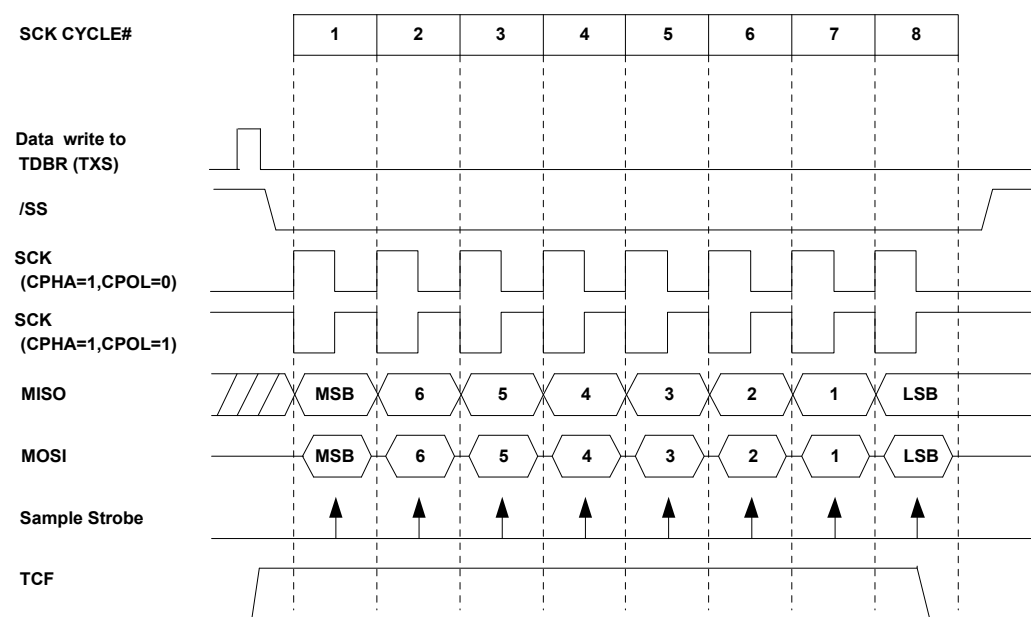 SCK CYCLE# 1 2 3 4 5 6 7 8
Data write to
TDBR (TXS)
/SS
SCK
(CPHA=1,CPOL=0)
SCK
(CPHA=1,CPOL=1)
MISO MSB 6 5 4 3 2 1 LSB
MOSI MSB 6 5 4 3 2 1 LSB
Sample Strobe
TCF